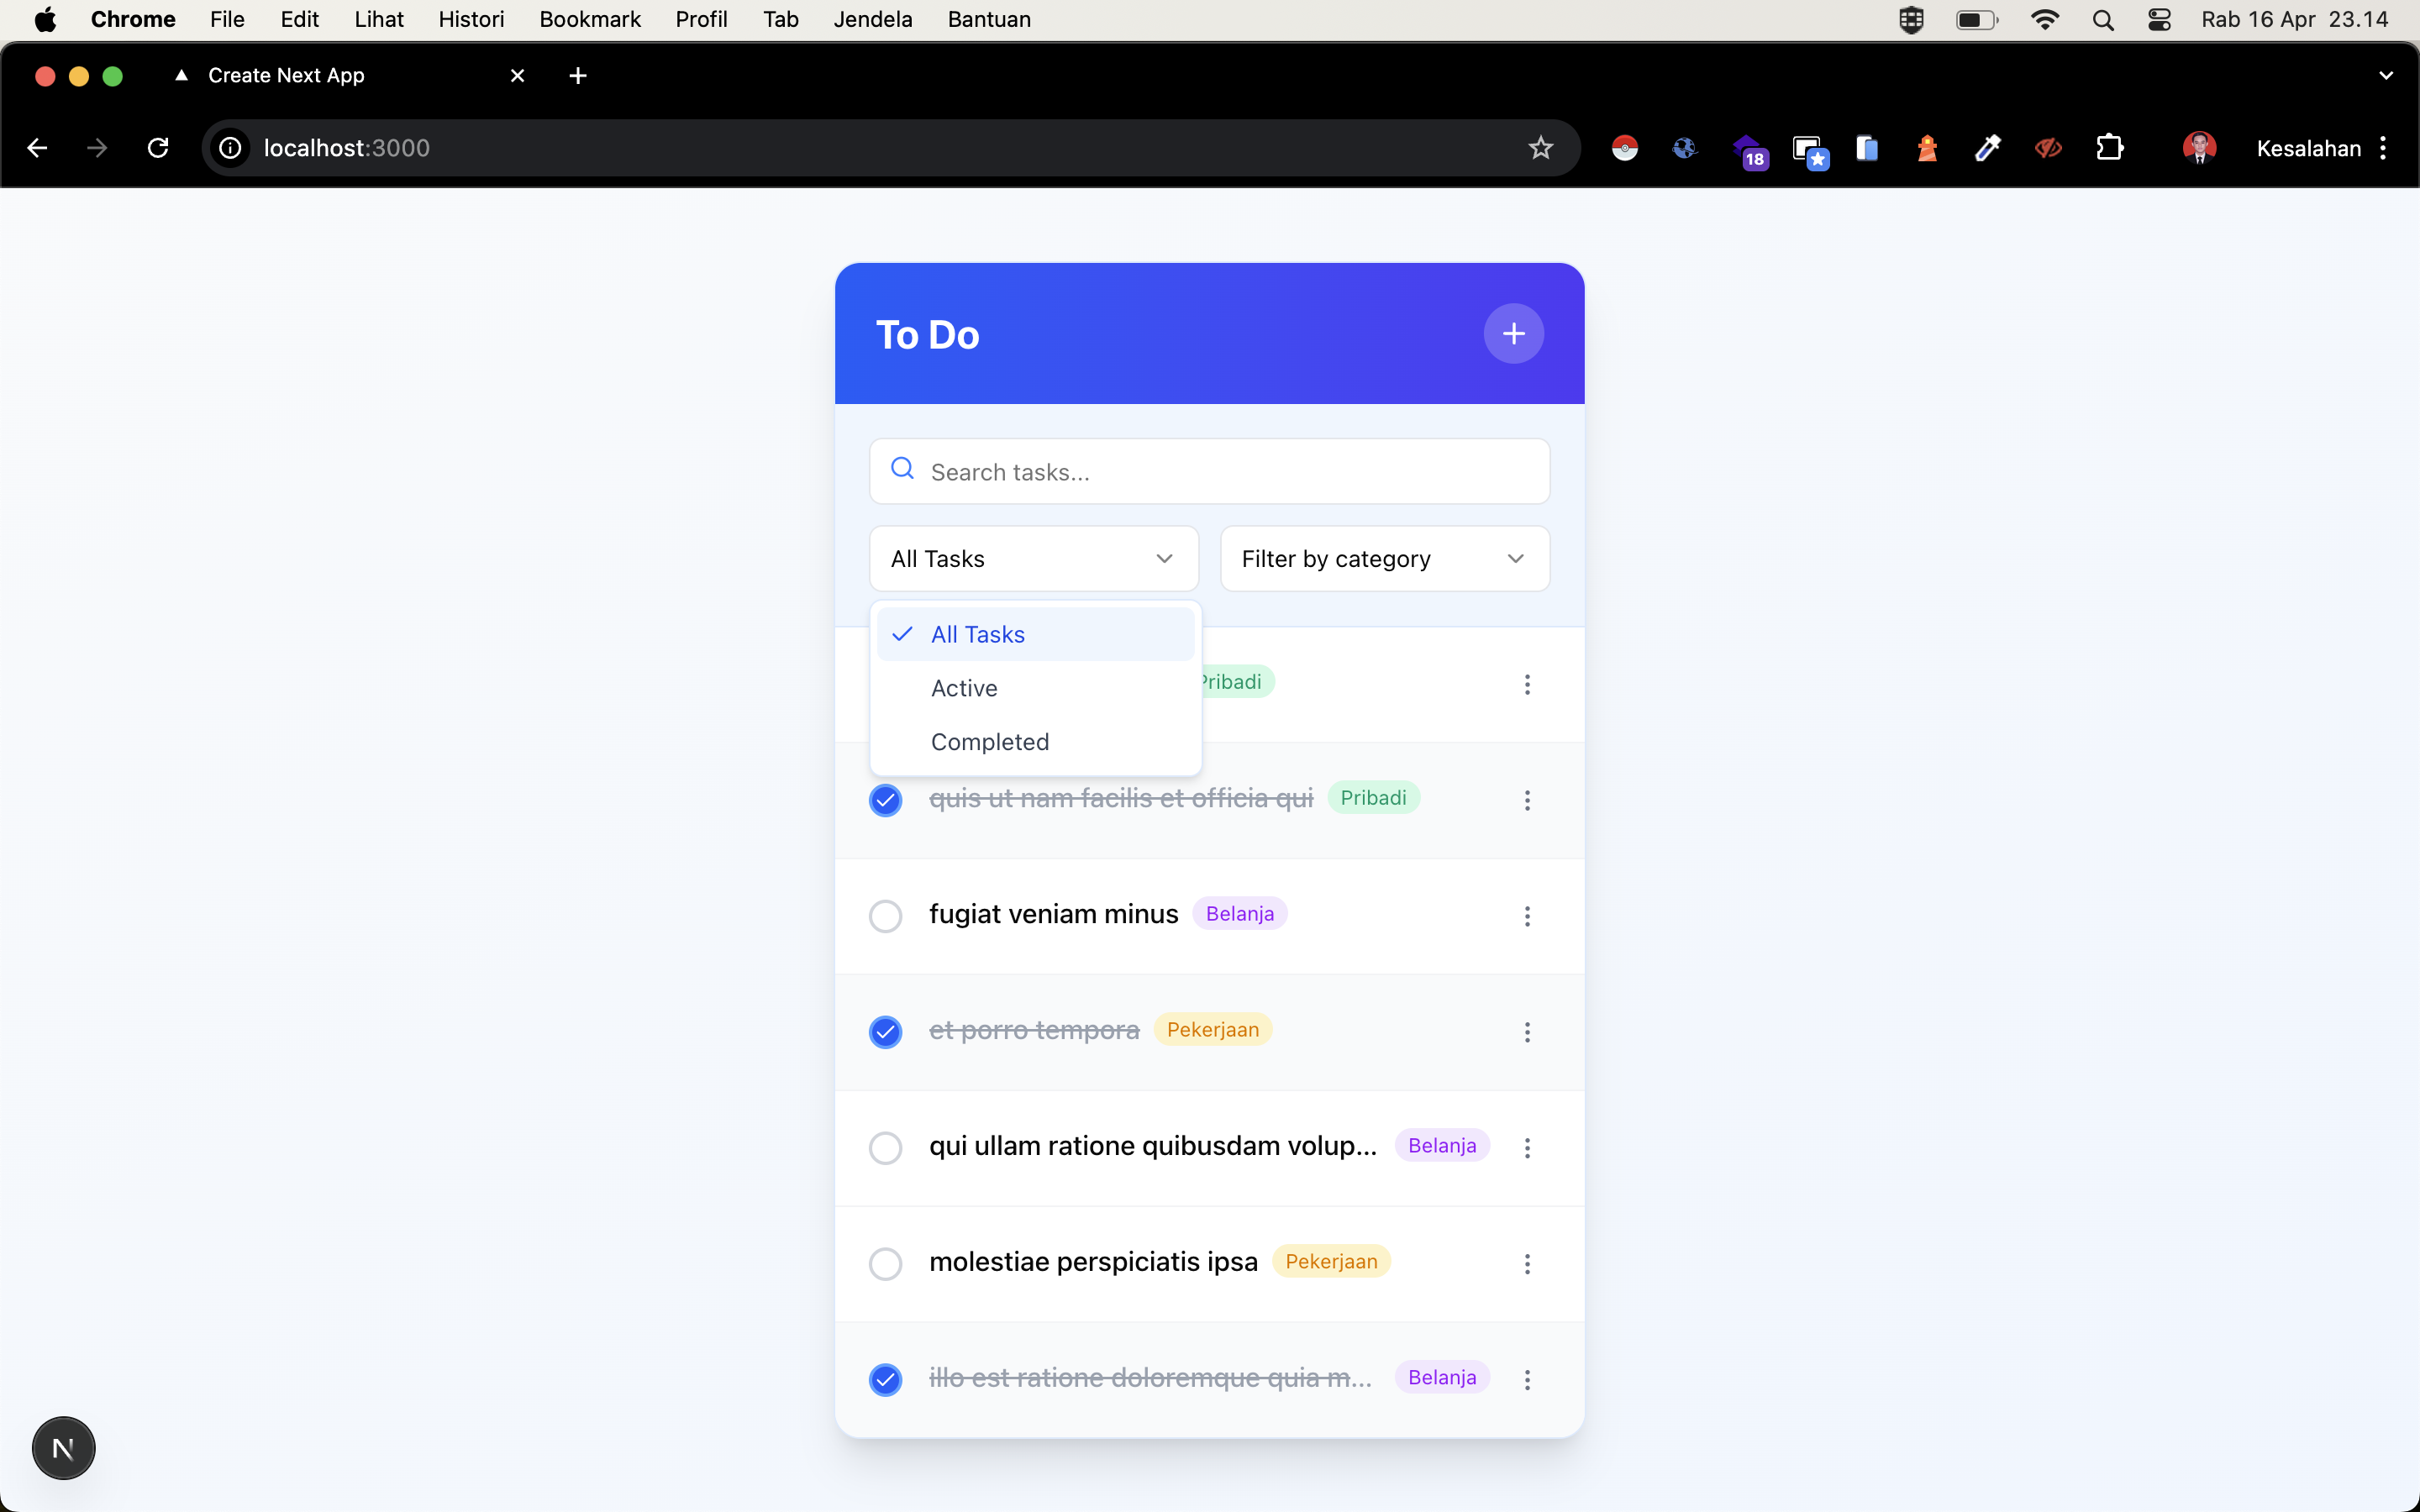 Chrome File Edit Lihat Histori Bookmark Profil Tab Jendela Bantuan Rab 16 Apr 23.14
Create Next App
localhost:3000 18 Kesalahan
To Do
Search tasks...
All Tasks Filter by category
All Tasks
Active
Completed
Pribadi
quis ut nam facilis et officia qui Pribadi
fugiat veniam minus Belanja
et porro tempora Pekerjaan
qui ullam ratione quibusdam volup... Belanja
molestiae perspiciatis ipsa Pekerjaan
illo est ratione doloremque quia m... Belanja
N